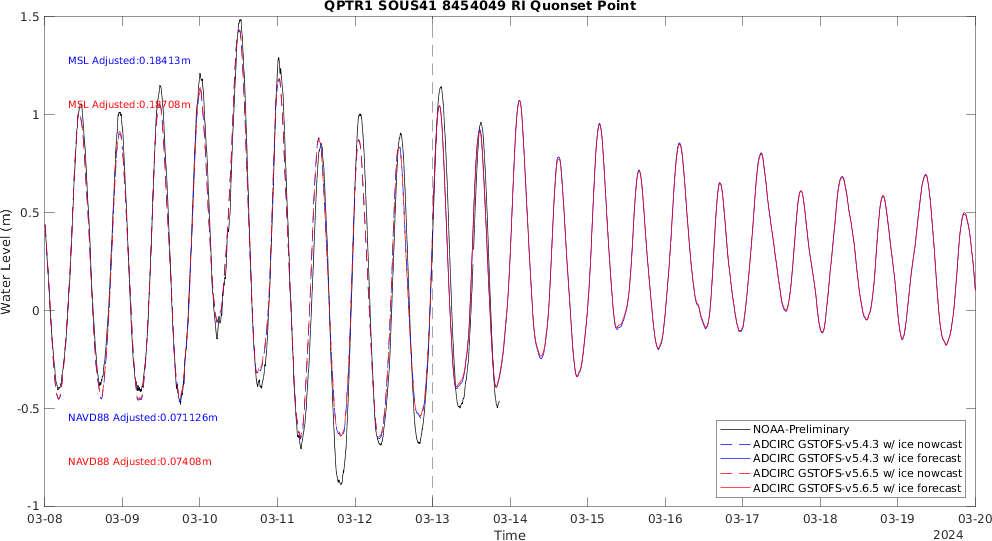 QPTR1 SOUS41 8454049 RI Quonset Point
1.5
1
0.5
0
-0.5
-1
Water Level (m)
MSL Adjusted:0.18413m
MSL Adjusted:0.18708m
NAVD88 Adjusted:0.071126m
NAVD88 Adjusted:0.07408m
NOAA-Preliminary
ADCIRC GSTOFS-v5.4.3 w/ ice nowcast
ADCIRC GSTOFS-v5.4.3 w/ ice forecast
ADCIRC GSTOFS-v5.6.5 w/ ice nowcast
ADCIRC GSTOFS-v5.6.5 w/ ice forecast
03-08 03-09 03-10 03-11 03-12 03-13 03-14 03-15 03-16 03-17 03-18 03-19 03-20
Time
2024